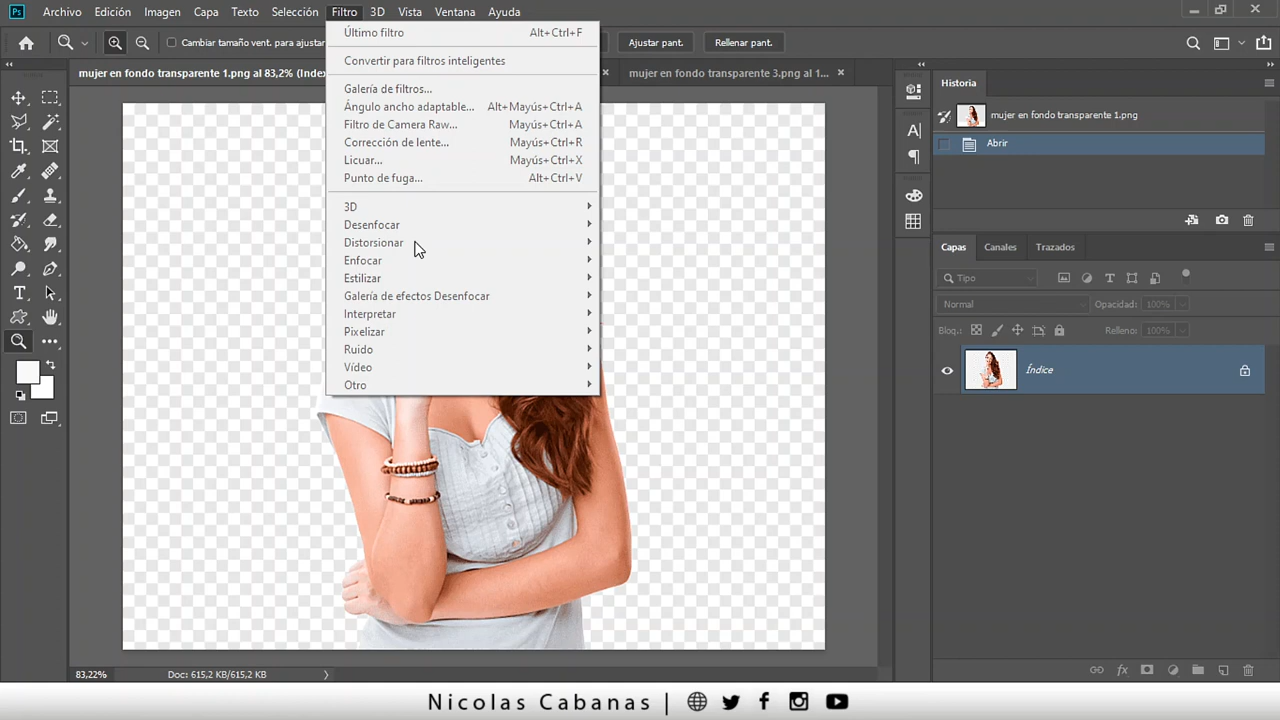 Ps Archivo Edición Imagen Capa Texto Selección Filtro 3D Vista Ventana Ayuda
Cambiar tamaño vent. para ajustar
Ajustar pant.
Rellenar pant.
mujer en fondo transparente 1.png al 83,2% (Index
mujer en fondo transparente 3.png al 1...
Último filtro Alt+Ctrl+F
Convertir para filtros inteligentes
Galería de filtros...
Ángulo ancho adaptable... Alt+Mayús+Ctrl+A
Filtro de Camera Raw... Mayús+Ctrl+A
Corrección de lente... Mayús+Ctrl+R
Licuar... Mayús+Ctrl+X
Punto de fuga... Alt+Ctrl+V
3D
Desenfocar
Distorsionar
Enfocar
Estilizar
Galería de efectos Desenfocar
Interpretar
Pixelizar
Ruido
Vídeo
Otro
Historia
mujer en fondo transparente 1.png
Abrir
Capas Canales Trazados
Tipo
Normal Opacidad: 100%
Bloq.: Relleno: 100%
Índice
83,22% Doc: 615,2 KB/615,2 KB
Nicolas Cabanas |